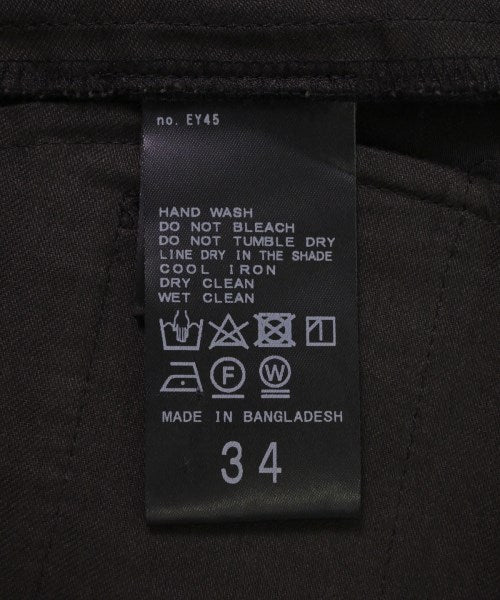 no. EY45
HAND WASH
DO NOT BLEACH
DO NOT TUMBLE DRY
LINE DRY IN THE SHADE
COOL IRON
DRY CLEAN
WET CLEAN
F W
MADE IN BANGLADESH
34